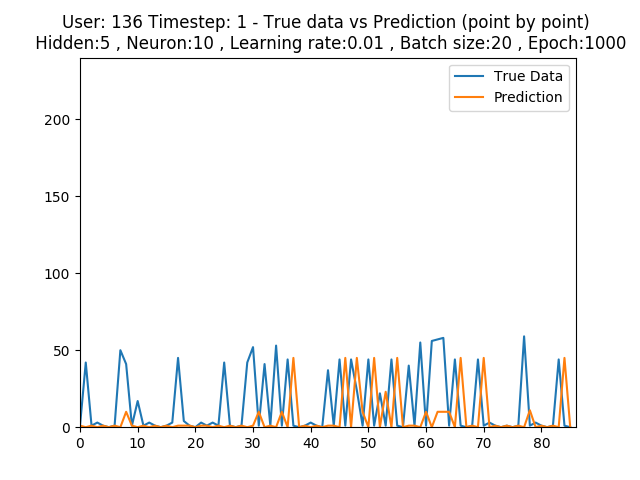 User: 136 Timestep: 1 - True data vs Prediction (point by point)
Hidden:5 , Neuron:10 , Learning rate:0.01 , Batch size:20 , Epoch:1000
True Data
Prediction
200
150
100
50
0
0 10 20 30 40 50 60 70 80